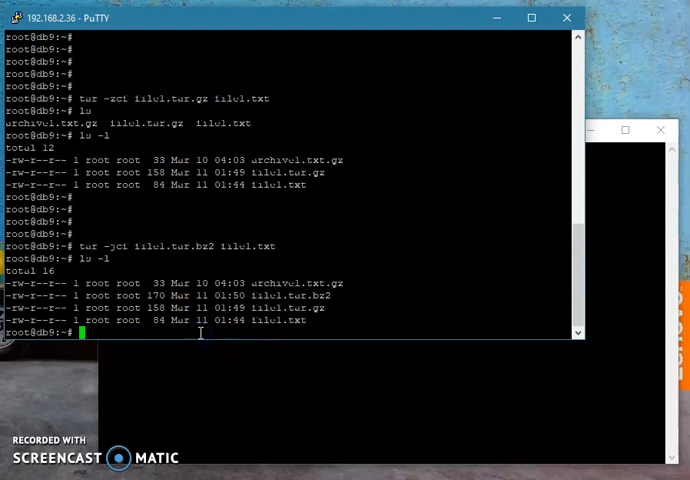 192.168.2.36 - PuTTY
root@db9:~#
root@db9:~#
root@db9:~#
root@db9:~#
root@db9:~#
root@db9:~# tar -zcf file1.tar.gz file1.txt
root@db9:~# ls
archive1.txt.gz file1.tar.gz file1.txt
root@db9:~# ls -l
total 12
-rw-r--r-- 1 root root 33 Mar 10 04:03 archive1.txt.gz
-rw-r--r-- 1 root root 158 Mar 11 01:49 file1.tar.gz
-rw-r--r-- 1 root root 84 Mar 11 01:44 file1.txt
root@db9:~#
root@db9:~#
root@db9:~#
root@db9:~#
root@db9:~# tar -jcf file1.tar.bz2 file1.txt
root@db9:~# ls -l
total 16
-rw-r--r-- 1 root root 33 Mar 10 04:03 archive1.txt.gz
-rw-r--r-- 1 root root 170 Mar 11 01:50 file1.tar.bz2
-rw-r--r-- 1 root root 158 Mar 11 01:49 file1.tar.gz
-rw-r--r-- 1 root root 84 Mar 11 01:44 file1.txt
root@db9:~#
lenovo
RECORDED WITH
SCREENCAST MATIC